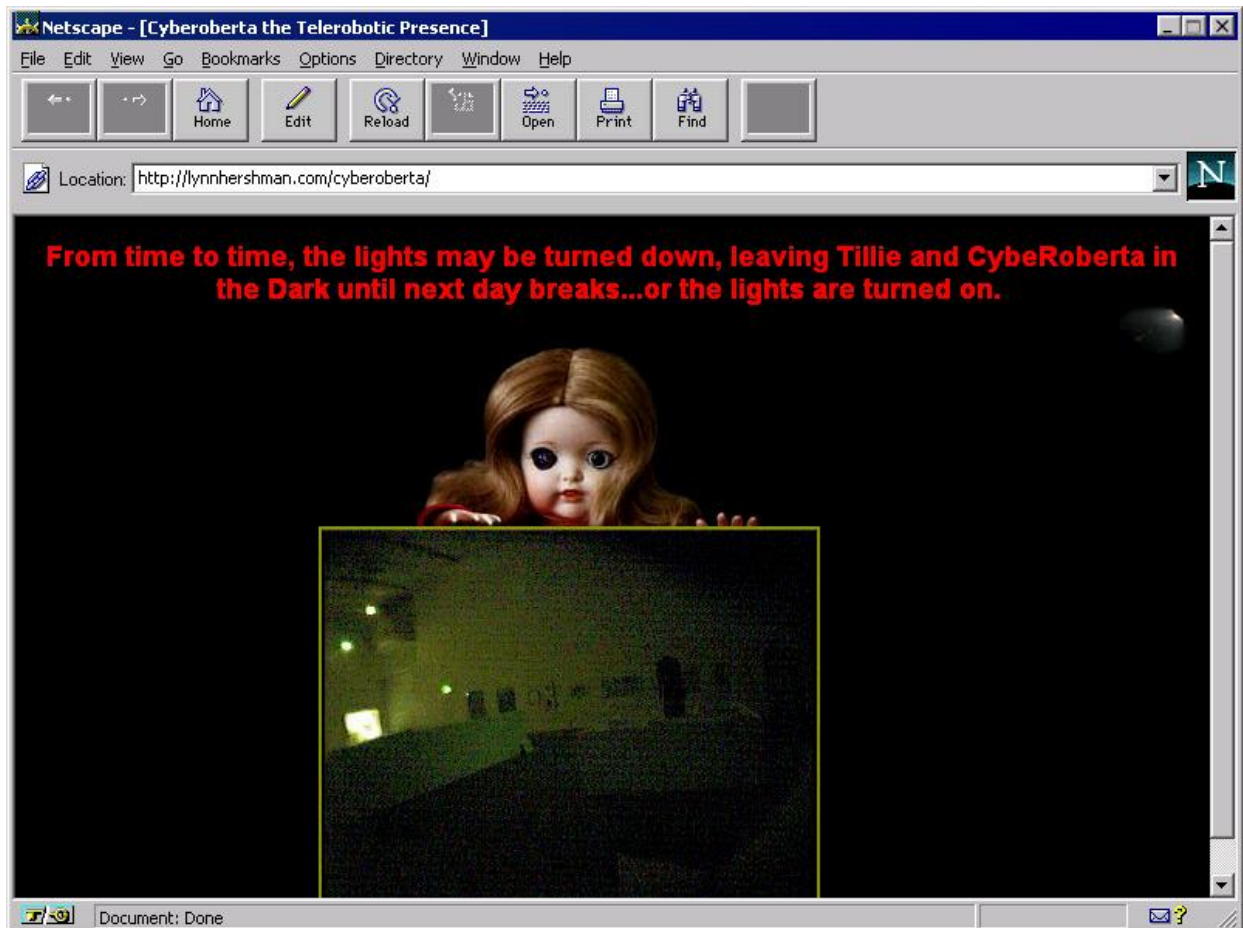 Netscape - [Cyberoberta the Telerobotic Presence]
File Edit View Go Bookmarks Options Directory Window Help
Home Edit Reload Open Print Find
Location: http://lynnhershman.com/cyberoberta/
N
From time to time, the lights may be turned down, leaving Tillie and CybeRoberta in
the Dark until next day breaks...or the lights are turned on.
Document: Done
?